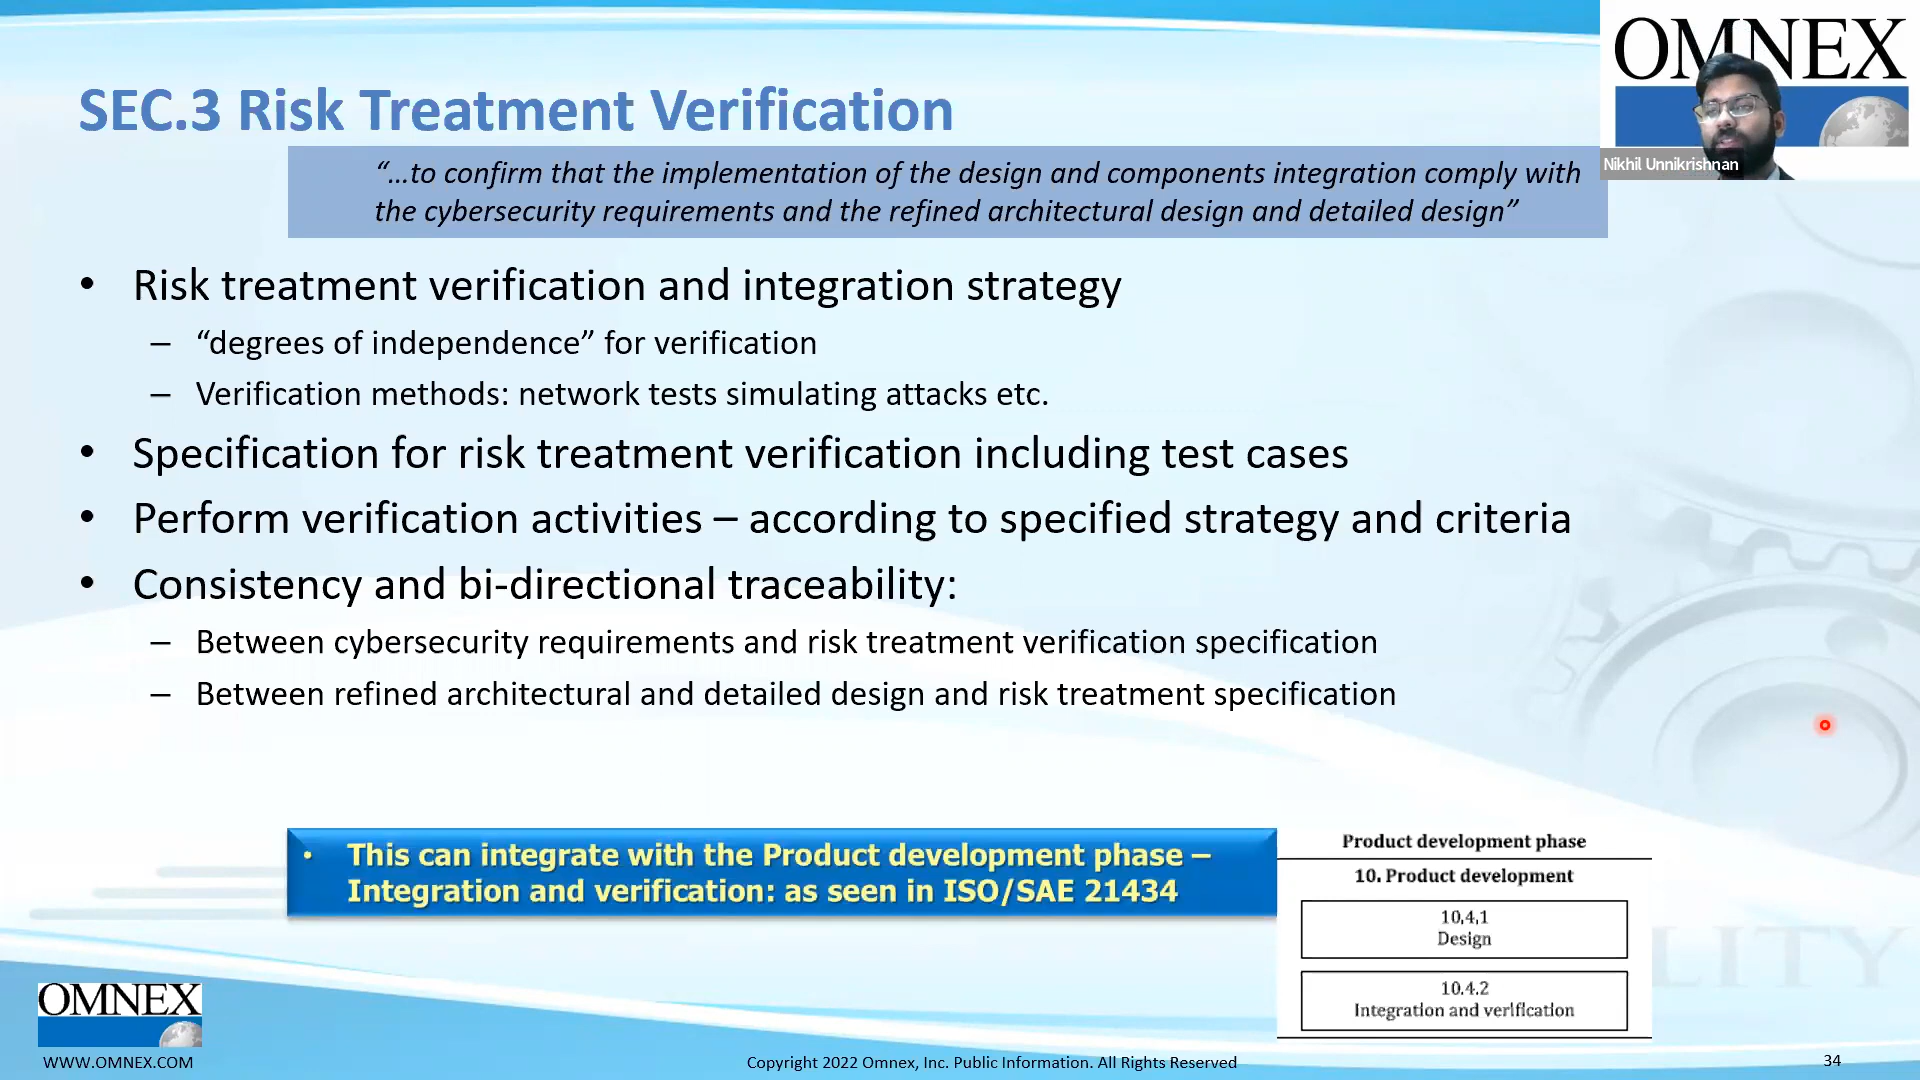 OMNEX
Nikhil Unnikrishnan
SEC.3 Risk Treatment Verification
“...to confirm that the implementation of the design and components integration comply with
the cybersecurity requirements and the refined architectural design and detailed design”
• Risk treatment verification and integration strategy
– “degrees of independence” for verification
– Verification methods: network tests simulating attacks etc.
• Specification for risk treatment verification including test cases
• Perform verification activities – according to specified strategy and criteria
• Consistency and bi-directional traceability:
– Between cybersecurity requirements and risk treatment verification specification
– Between refined architectural and detailed design and risk treatment specification
• This can integrate with the Product development phase –
Integration and verification: as seen in ISO/SAE 21434
Product development phase
10. Product development
10.4.1
Design
10.4.2
Integration and verification
LITY
OMNEX
WWW.OMNEX.COM
Copyright 2022 Omnex, Inc. Public Information. All Rights Reserved
34